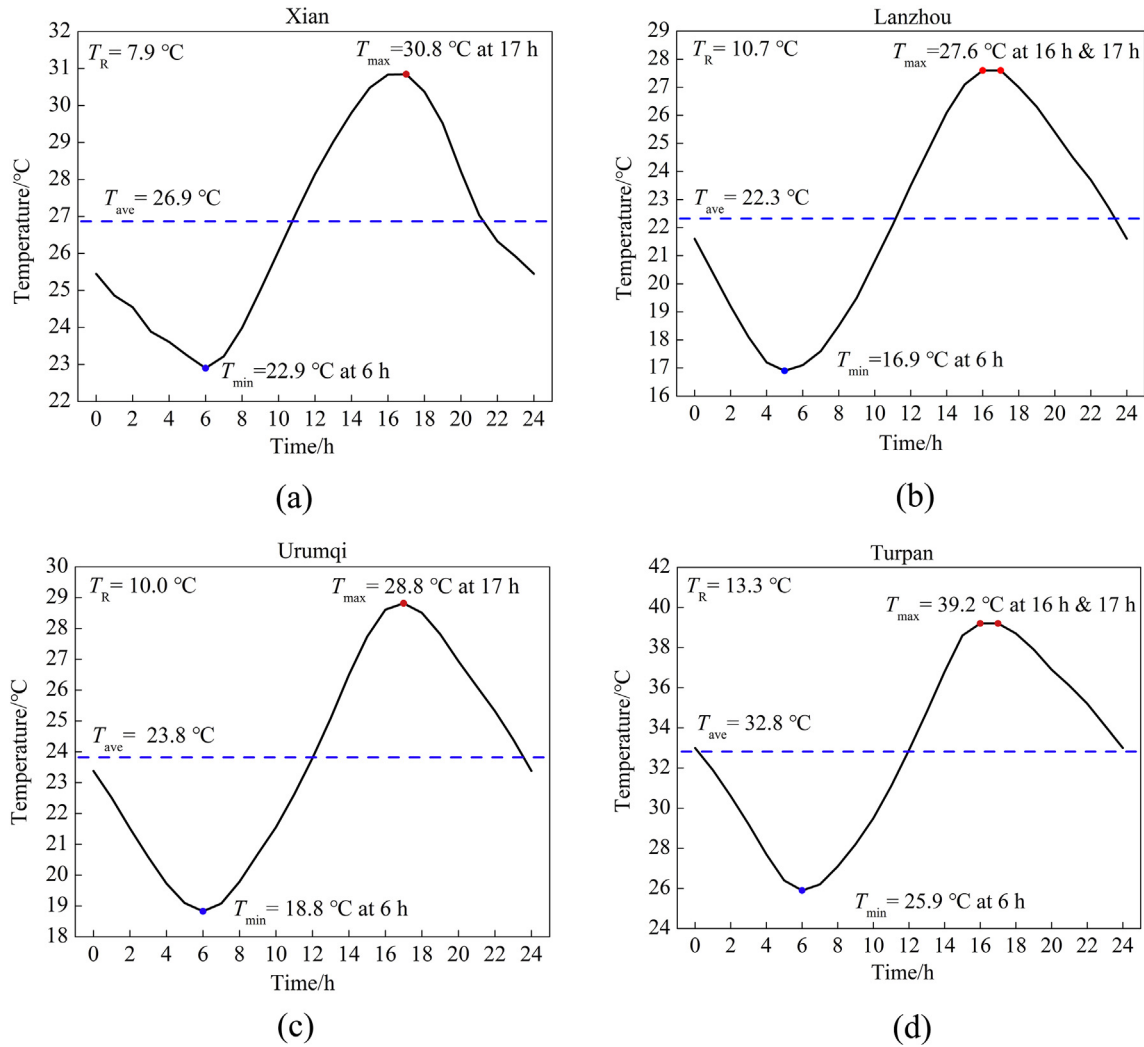 Xian
T_R = 7.9 °C
T_max = 30.8 °C at 17 h
T_ave = 26.9 °C
T_min =22.9 °C at 6 h
Temperature/°C
32
31
30
29
28
27
26
25
24
23
22
0 2 4 6 8 10 12 14 16 18 20 22 24
Time/h
(a)
Lanzhou
T_R = 10.7 °C
T_max =27.6 °C at 16 h & 17 h
T_ave = 22.3 °C
T_min =16.9 °C at 6 h
Temperature/°C
29
28
27
26
25
24
23
22
21
20
19
18
17
16
0 2 4 6 8 10 12 14 16 18 20 22 24
Time/h
(b)
Urumqi
T_R = 10.0 °C
T_max = 28.8 °C at 17 h
T_ave = 23.8 °C
T_min = 18.8 °C at 6 h
Temperature/°C
30
29
28
27
26
25
24
23
22
21
20
19
18
0 2 4 6 8 10 12 14 16 18 20 22 24
Time/h
(c)
Turpan
T_R = 13.3 °C
T_max = 39.2 °C at 16 h & 17 h
T_ave = 32.8 °C
T_min = 25.9 °C at 6 h
Temperature/°C
42
40
38
36
34
32
30
28
26
24
0 2 4 6 8 10 12 14 16 18 20 22 24
Time/h
(d)